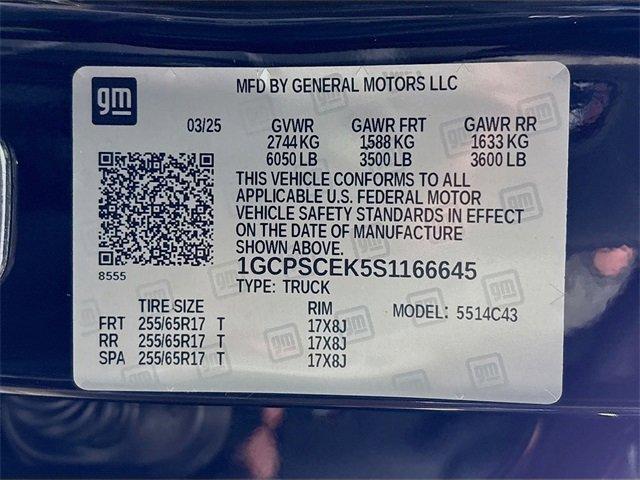 gm
MFD BY GENERAL MOTORS LLC
03/25 GVWR GAWR FRT GAWR RR
2744 KG 1588 KG 1633 KG
6050 LB 3500 LB 3600 LB
THIS VEHICLE CONFORMS TO ALL
APPLICABLE U.S. FEDERAL MOTOR
VEHICLE SAFETY STANDARDS IN EFFECT
ON THE DATE OF MANUFACTURE
SHOWN ABOVE.
8555
1GCPSCEK5S1166645
TYPE: TRUCK
TIRE SIZE RIM MODEL: 5514C43
FRT 255/65R17 T 17X8J
RR 255/65R17 T 17X8J
SPA 255/65R17 T 17X8J